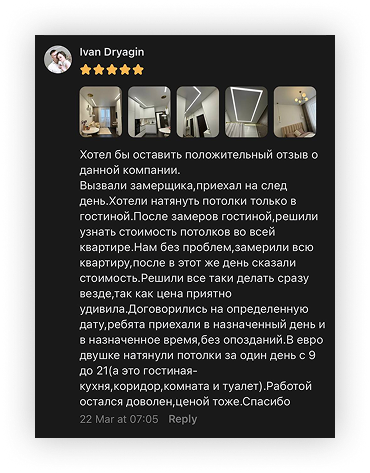 Ivan Dryagin
Хотел бы оставить положительный отзыв о
данной компании.
Вызвали замерщика,приехал на след
день.Хотели натянуть потолки только в
гостиной.После замеров гостиной,решили
узнать стоимость потолков во всей
квартире.Нам без проблем,замерили всю
квартиру,после в этот же день сказали
стоимость.Решили все таки делать сразу
везде,так как цена приятно
удивила.Договорились на определенную
дату,ребята приехали в назначенный день и
в назначенное время,без опозданий.В евро
двушке натянули потолки за один день с 9
до 21(а это гостиная-
кухня,коридор,комната и туалет).Работой
остался доволен,ценой тоже.Спасибо
22 Mar at 07:05 Reply